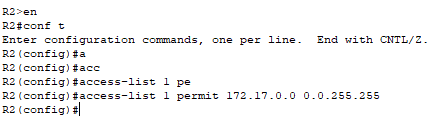 R2>en
R2#conf t
Enter configuration commands, one per line.  End with CNTL/Z.
R2(config)#a
R2(config)#acc
R2(config)#access-list 1 pe
R2(config)#access-list 1 permit 172.17.0.0 0.0.255.255
R2(config)#